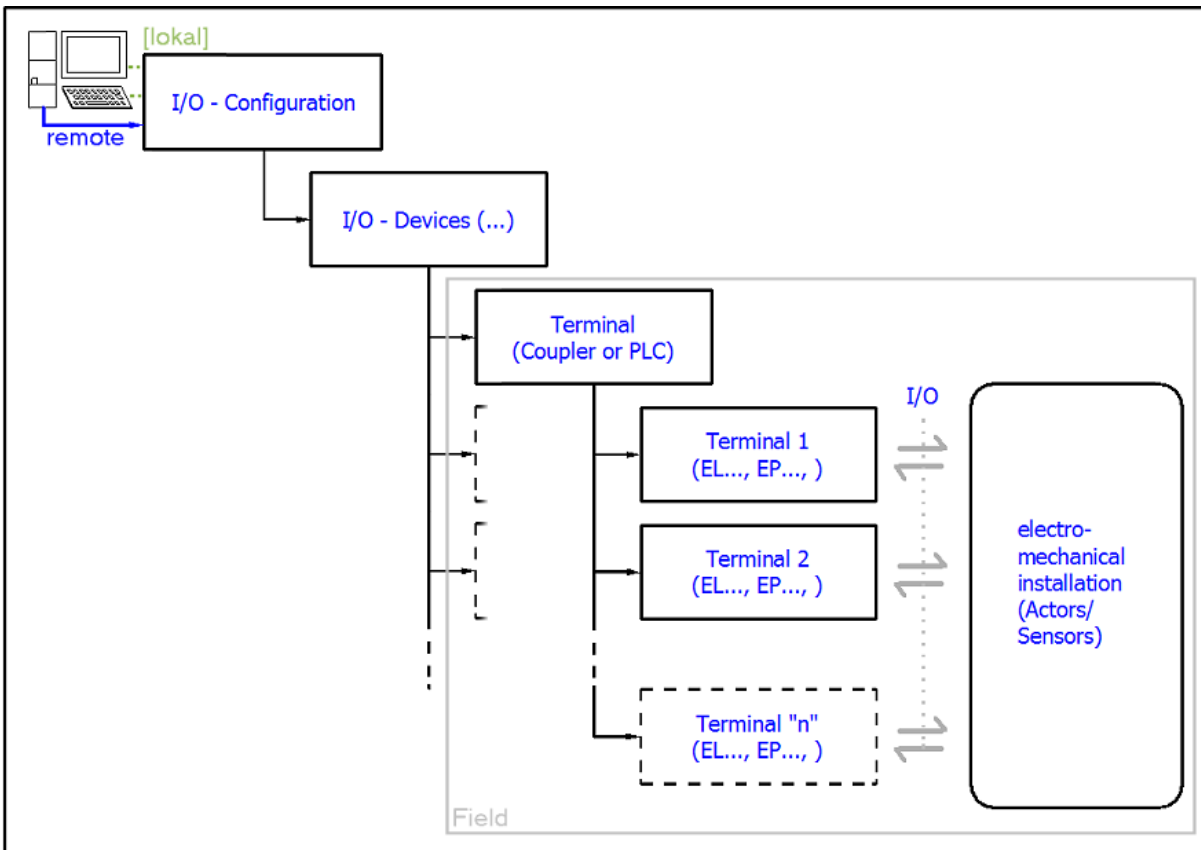 [lokal]
I/O - Configuration
remote
I/O - Devices (...)
Terminal
(Coupler or PLC)
I/O
Terminal 1
(EL..., EP..., )
Terminal 2
(EL..., EP..., )
electro-
mechanical
installation
(Actors/
Sensors)
Terminal "n"
(EL..., EP..., )
Field